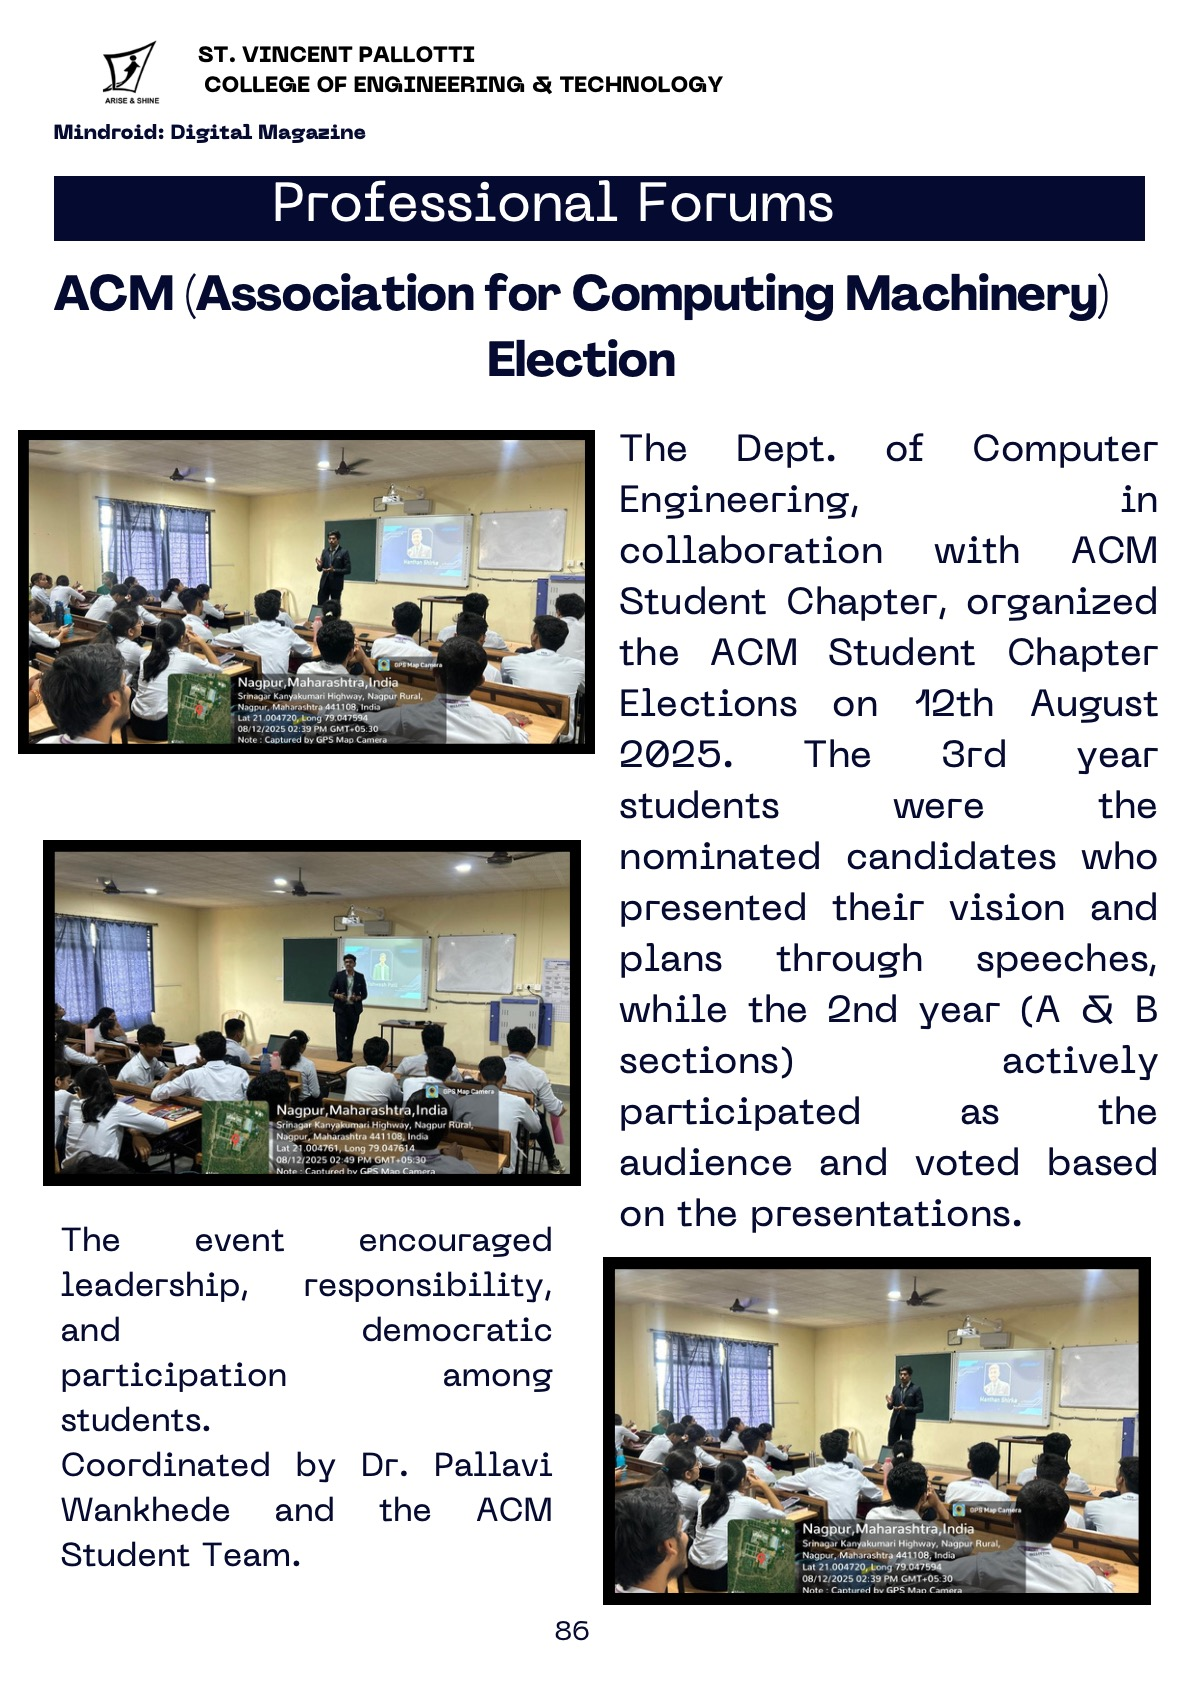 ST. VINCENT PALLOTTI
COLLEGE OF ENGINEERING & TECHNOLOGY
ARISE & SHINE
Mindroid: Digital Magazine
Professional Forums
ACM (Association for Computing Machinery)
Election
The Dept. of Computer
Engineering, in
collaboration with ACM
Student Chapter, organized
the ACM Student Chapter
Elections on 12th August
2025. The 3rd year
students were the
nominated candidates who
presented their vision and
plans through speeches,
while the 2nd year (A & B
sections) actively
participated as the
audience and voted based
on the presentations.
GPS Map Camera
Nagpur,Maharashtra,India
Srinagar Kanyakumari Highway, Nagpur Rural,
Nagpur, Maharashtra 441108, India
Lat 21.004720, Long 79.047594
08/12/2025 02:39 PM GMT+05:30
Note : Captured by GPS Map Camera
GPS Map Camera
Nagpur,Maharashtra,India
Srinagar Kanyakumari Highway, Nagpur Rural,
Nagpur, Maharashtra 441108, India
Lat 21.004761, Long 79.047614
08/12/2025 02:49 PM GMT+05:30
Note : Captured by GPS Map Camera
The event encouraged
leadership, responsibility,
and democratic
participation among
students.
Coordinated by Dr. Pallavi
Wankhede and the ACM
Student Team.
GPS Map Camera
Nagpur,Maharashtra,India
Srinagar Kanyakumari Highway, Nagpur Rural,
Nagpur, Maharashtra 441108, India
Lat 21.004720, Long 79.047594
08/12/2025 02:39 PM GMT+05:30
Note : Captured by GPS Map Camera
86